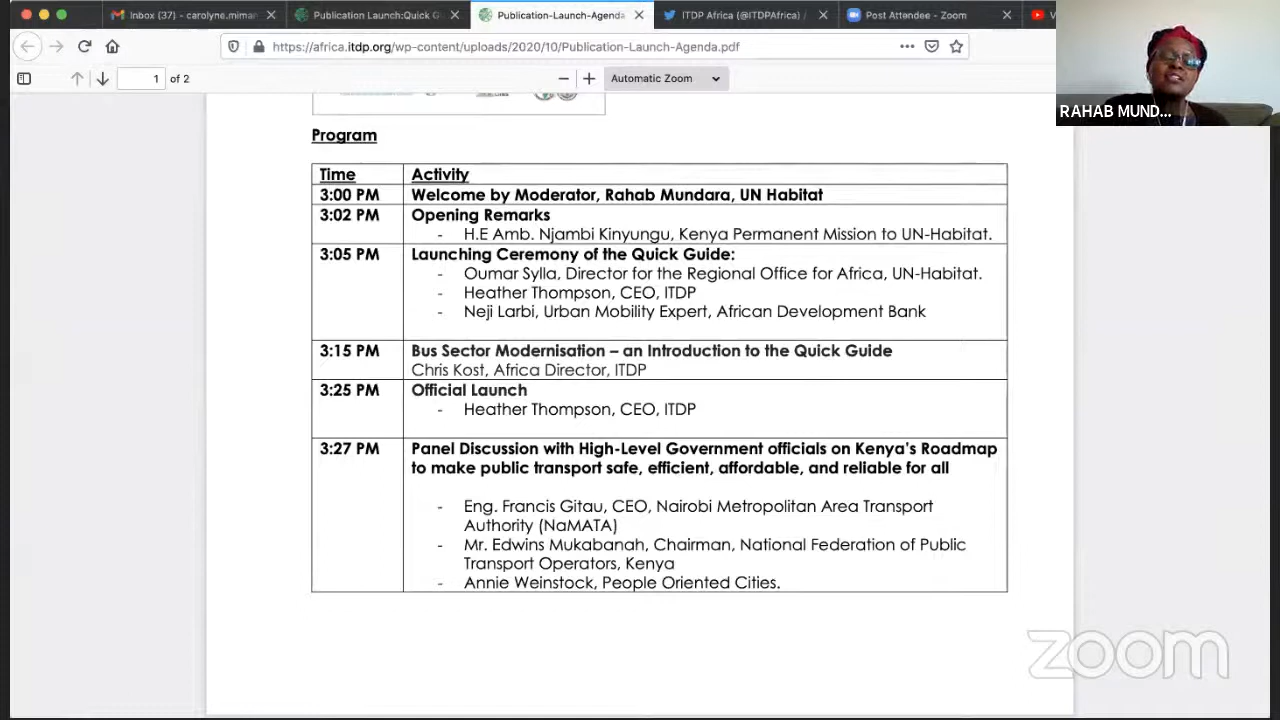 Inbox (37) - carolyne.mimar
Publication Launch:Quick G
Publication-Launch-Agenda.
ITDP Africa (@ITDPAfrica) /
Post Attendee - Zoom
https://africa.itdp.org/wp-content/uploads/2020/10/Publication-Launch-Agenda.pdf
1 of 2
Automatic Zoom
RAHAB MUND...
Program
Time Activity
3:00 PM Welcome by Moderator, Rahab Mundara, UN Habitat
3:02 PM Opening Remarks
- H.E Amb. Njambi Kinyungu, Kenya Permanent Mission to UN-Habitat.
3:05 PM Launching Ceremony of the Quick Guide:
- Oumar Sylla, Director for the Regional Office for Africa, UN-Habitat.
- Heather Thompson, CEO, ITDP
- Neji Larbi, Urban Mobility Expert, African Development Bank
3:15 PM Bus Sector Modernisation – an Introduction to the Quick Guide
Chris Kost, Africa Director, ITDP
3:25 PM Official Launch
- Heather Thompson, CEO, ITDP
3:27 PM Panel Discussion with High-Level Government officials on Kenya's Roadmap
to make public transport safe, efficient, affordable, and reliable for all
- Eng. Francis Gitau, CEO, Nairobi Metropolitan Area Transport
Authority (NaMATA)
- Mr. Edwins Mukabanah, Chairman, National Federation of Public
Transport Operators, Kenya
- Annie Weinstock, People Oriented Cities.
zoom